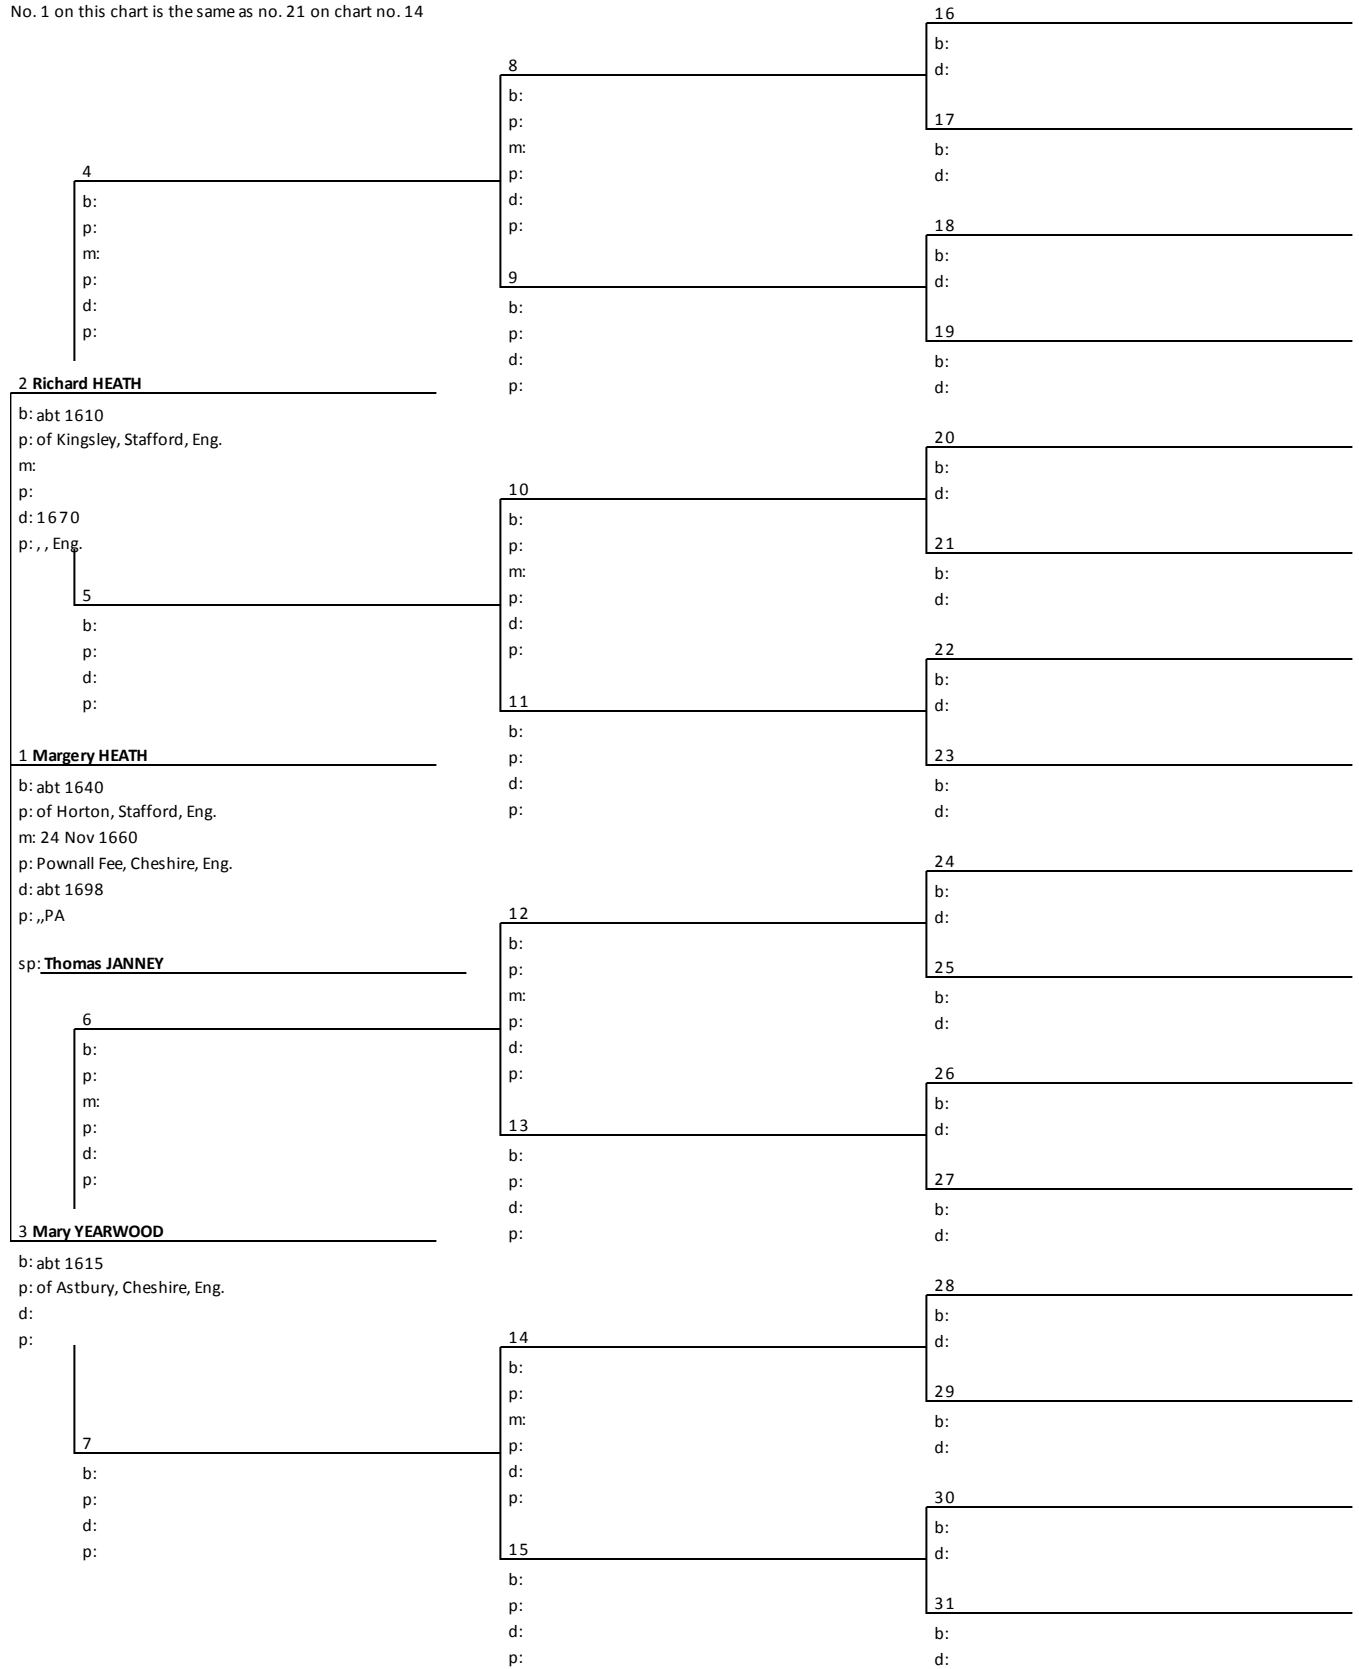 No. 1 on this chart is the same as no. 21 on chart no. 14
16
b:
d:
8
b:
p:
m:
p:
d:
p:
17
b:
d:
4
b:
p:
m:
p:
d:
p:
18
b:
d:
9
b:
p:
d:
p:
19
b:
d:
2 Richard HEATH
b: abt 1610
p: of Kingsley, Stafford, Eng.
m:
p:
d: 1670
p: , , Eng.
20
b:
d:
10
b:
p:
m:
p:
d:
p:
21
b:
d:
5
b:
p:
d:
p:
22
b:
d:
11
b:
p:
d:
p:
23
b:
d:
1 Margery HEATH
b: abt 1640
p: of Horton, Stafford, Eng.
m: 24 Nov 1660
p: Pownall Fee, Cheshire, Eng.
d: abt 1698
p: ,,PA
24
b:
d:
12
b:
p:
m:
p:
d:
p:
sp: Thomas JANNEY
25
b:
d:
6
b:
p:
m:
p:
d:
p:
26
b:
d:
13
b:
p:
d:
p:
27
b:
d:
3 Mary YEARWOOD
b: abt 1615
p: of Astbury, Cheshire, Eng.
d:
p:
28
b:
d:
14
b:
p:
m:
p:
d:
p:
29
b:
d:
7
b:
p:
d:
p:
30
b:
d:
15
b:
p:
d:
p:
31
b:
d: